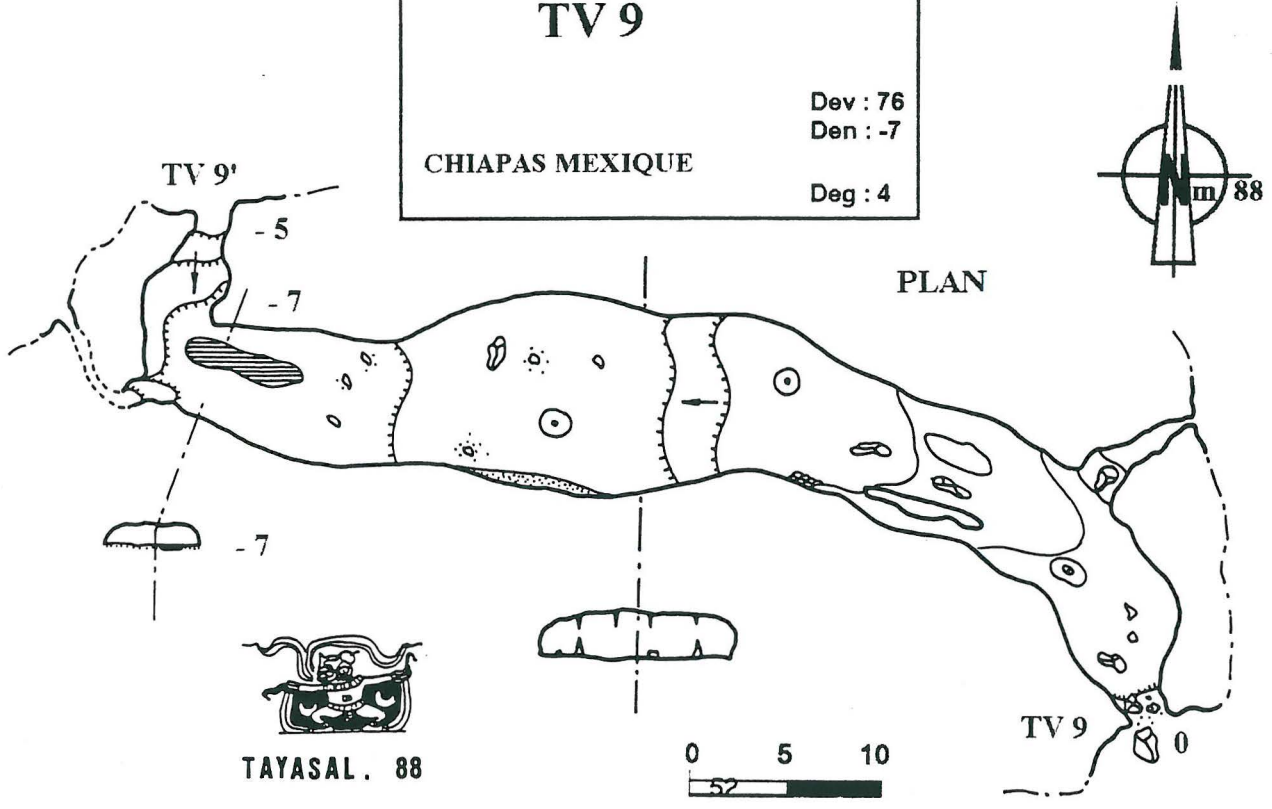 TV 9
Dev : 76
Den : -7
CHIAPAS MEXIQUE
Deg : 4
TV 9'
- 5
- 7
PLAN
N m 88
- 7
TAYASAL . 88
0 5 10
52
TV 9
0